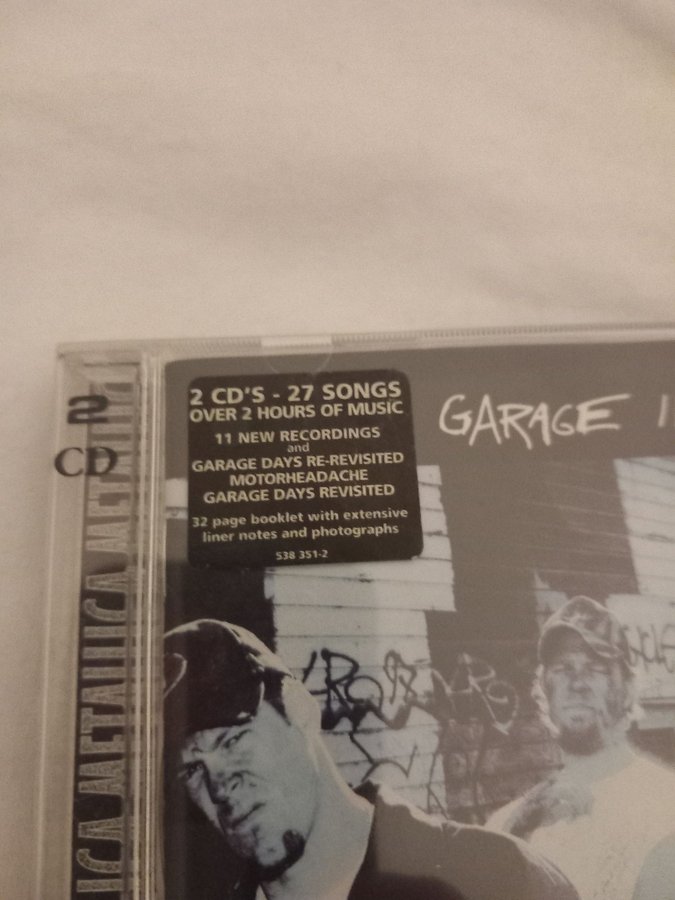 2 CD'S - 27 SONGS
OVER 2 HOURS OF MUSIC
11 NEW RECORDINGS
and
GARAGE DAYS RE-REVISITED
MOTORHEADACHE
GARAGE DAYS REVISITED
32 page booklet with extensive
liner notes and photographs
538 351-2
GARAGE I
2
CD
METALLICA METALLICA